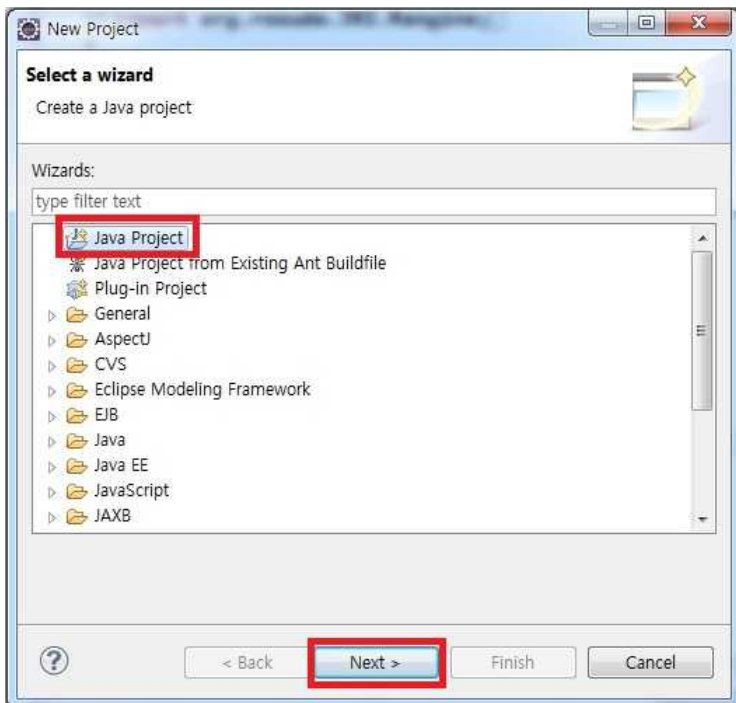 New Project
Select a wizard
Create a Java project
Wizards:
type filter text
Java Project
Java Project from Existing Ant Buildfile
Plug-in Project
General
AspectJ
CVS
Eclipse Modeling Framework
EJB
Java
Java EE
JavaScript
JAXB
< Back
Next >
Finish
Cancel